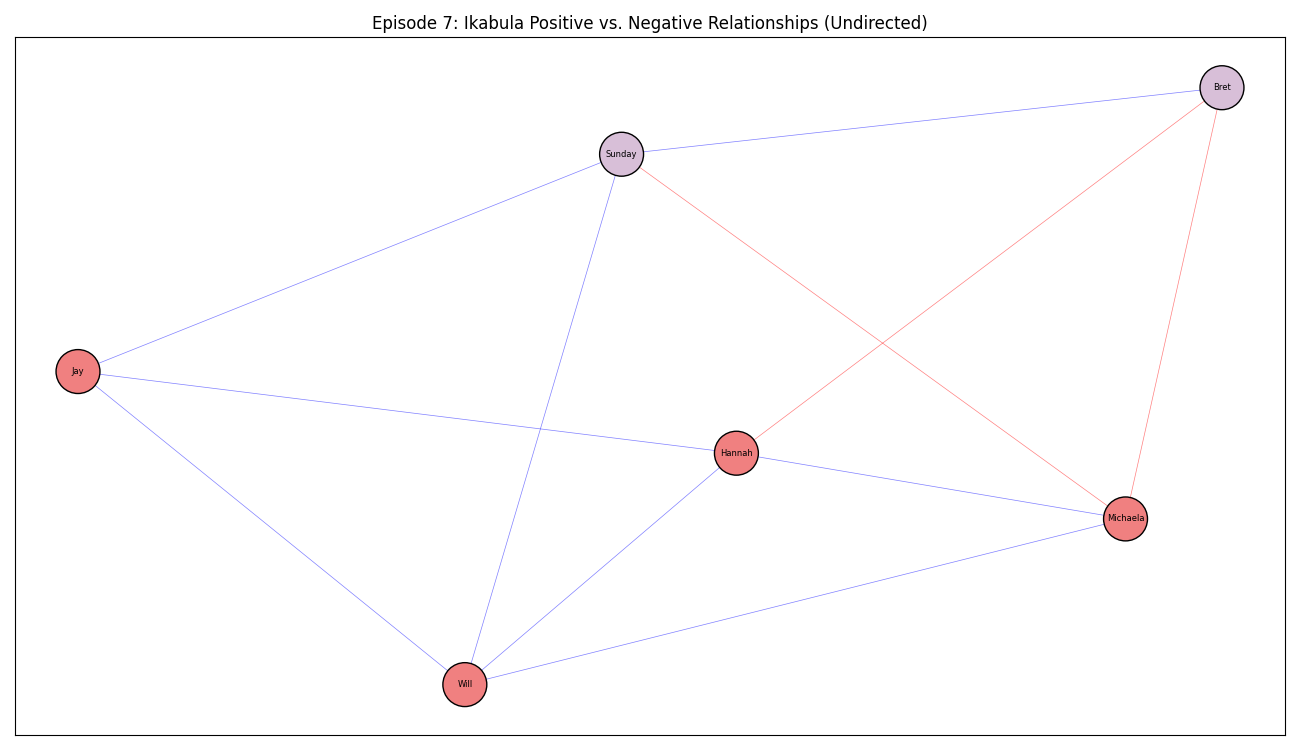 Episode 7: Ikabula Positive vs. Negative Relationships (Undirected)
Bret
Sunday
Jay
Hannah
Michaela
Will